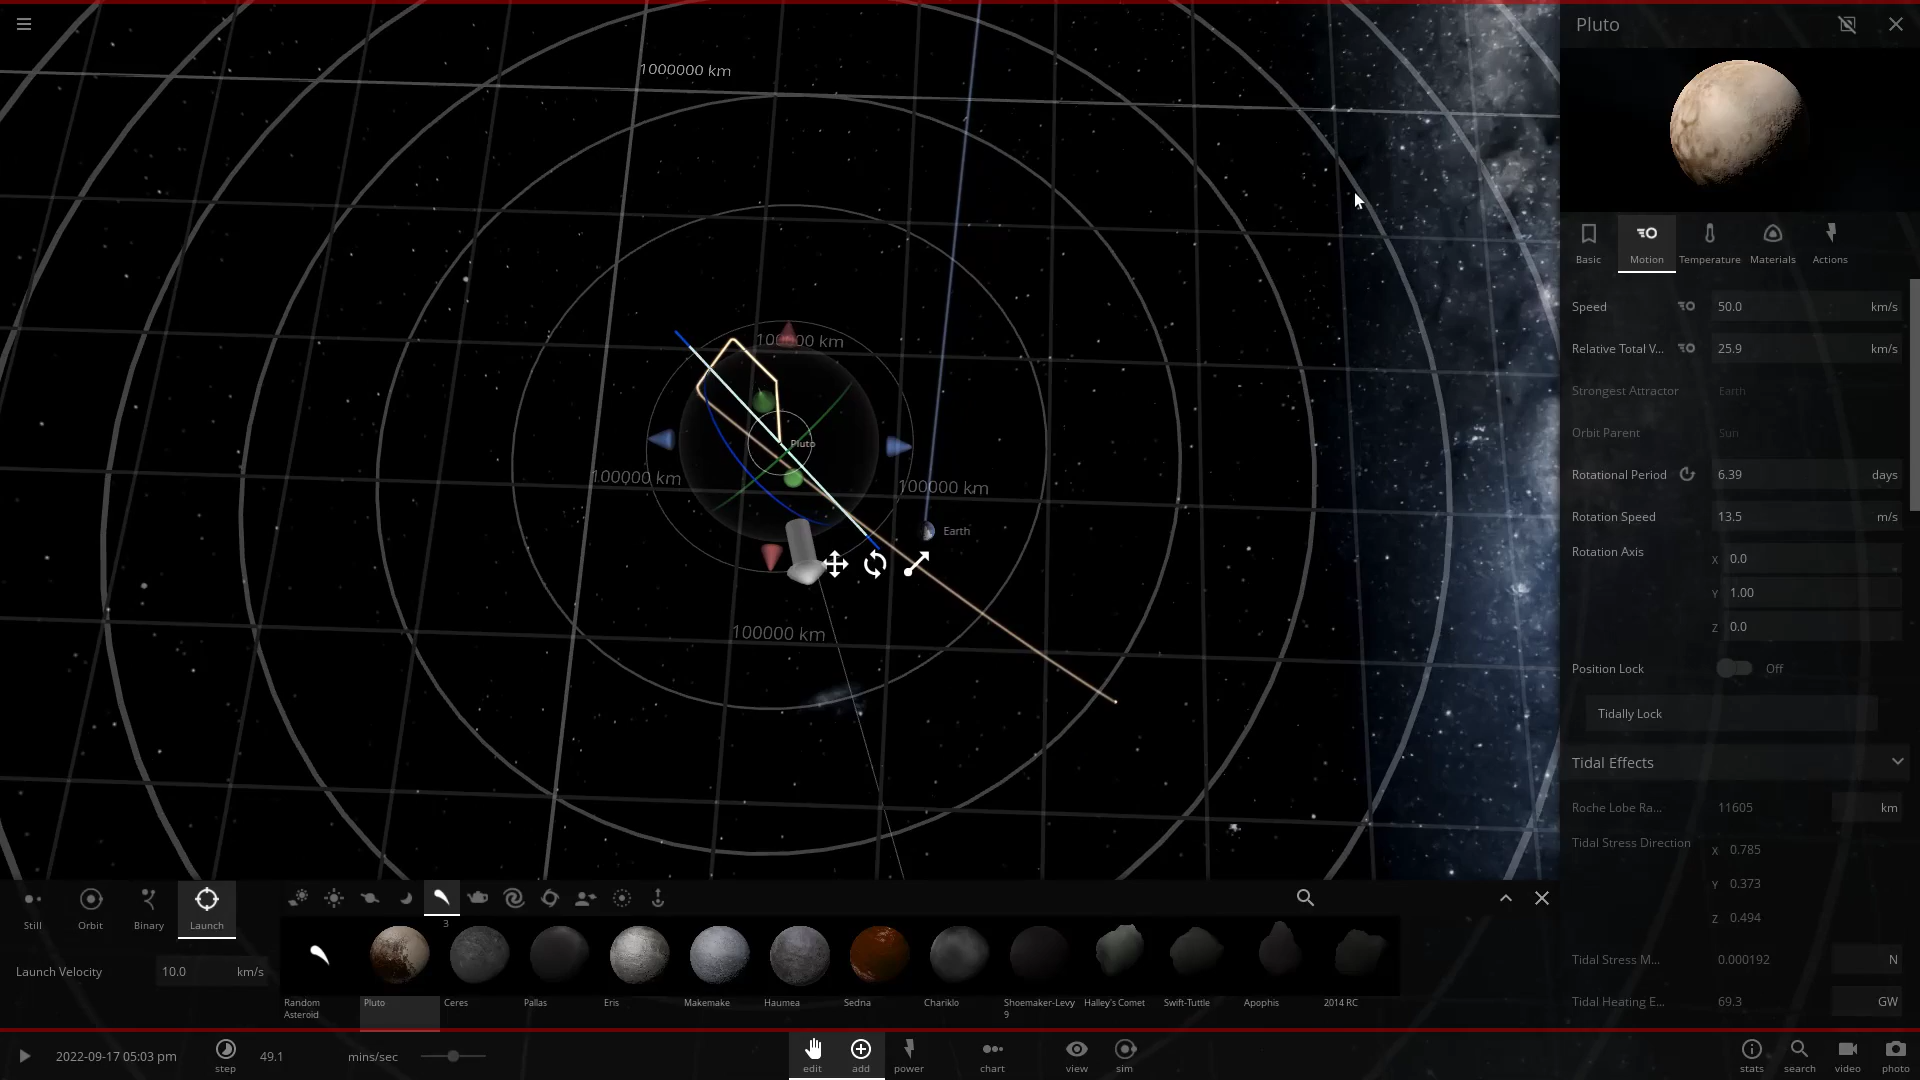 Pluto
1000000 km
100000 km
Pluto
100000 km
100000 km
Earth
100000 km
Basic
Motion
Temperature
Materials
Actions
Speed 50.0 km/s
Relative Total V... 25.9 km/s
Strongest Attractor Earth
Orbit Parent Sun
Rotational Period 6.39 days
Rotation Speed 13.5 m/s
Rotation Axis X 0.0
Y 1.00
Z 0.0
Position Lock Off
Tidally Lock
Tidal Effects
Roche Lobe Ra... 11605 km
Tidal Stress Direction X 0.785
Y 0.373
Z 0.494
Tidal Stress M... 0.000192 N
Tidal Heating E... 69.3 GW
Still
Orbit
Binary
Launch
3
Launch Velocity 10.0 km/s
Random
Asteroid
Pluto
Ceres
Pallas
Eris
Makemake
Haumea
Sedna
Chariklo
Shoemaker-Levy
9
Halley's Comet
Swift-Tuttle
Apophis
2014 RC
2022-09-17 05:03 pm
step
49.1 mins/sec
edit
add
power
chart
view
sim
stats
search
video
photo